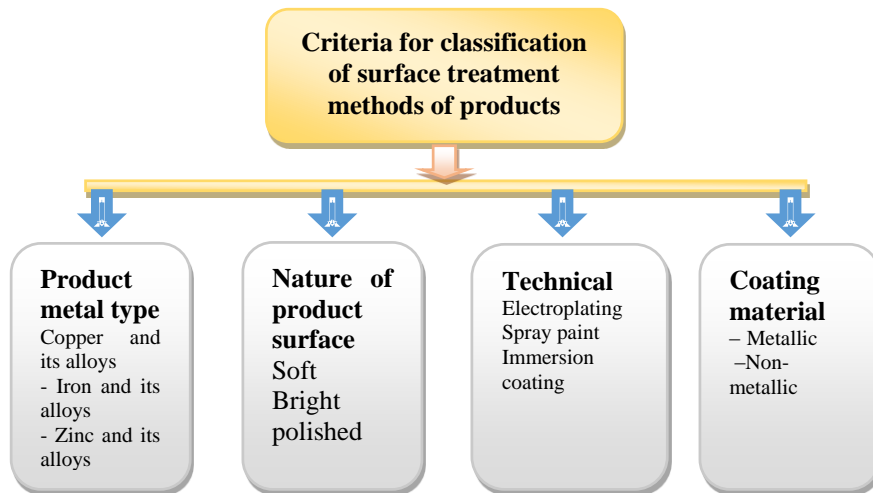 Criteria for classification
of surface treatment
methods of products
Product
metal type
Copper and
its alloys
- Iron and its
alloys
- Zinc and its
alloys
Nature of
product
surface
Soft
Bright
polished
Technical
Electroplating
Spray paint
Immersion
coating
Coating
material
– Metallic
–Non-
metallic